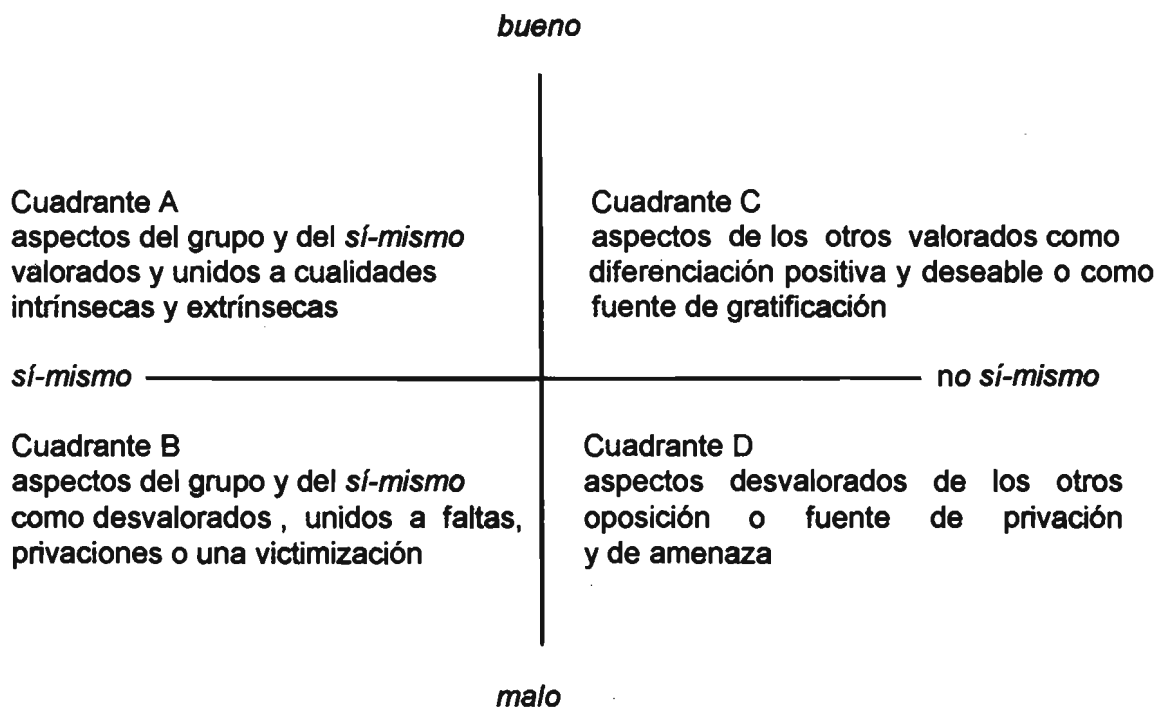 bueno
Cuadrante A
aspectos del grupo y del sí-mismo
valorados y unidos a cualidades
intrínsecas y extrínsecas
Cuadrante C
aspectos de los otros valorados como
diferenciación positiva y deseable o como
fuente de gratificación
sí-mismo
no sí-mismo
Cuadrante B
aspectos del grupo y del sí-mismo
como desvalorados , unidos a faltas,
privaciones o una victimización
Cuadrante D
aspectos desvalorados de los otros
oposición o fuente de privación
y de amenaza
malo